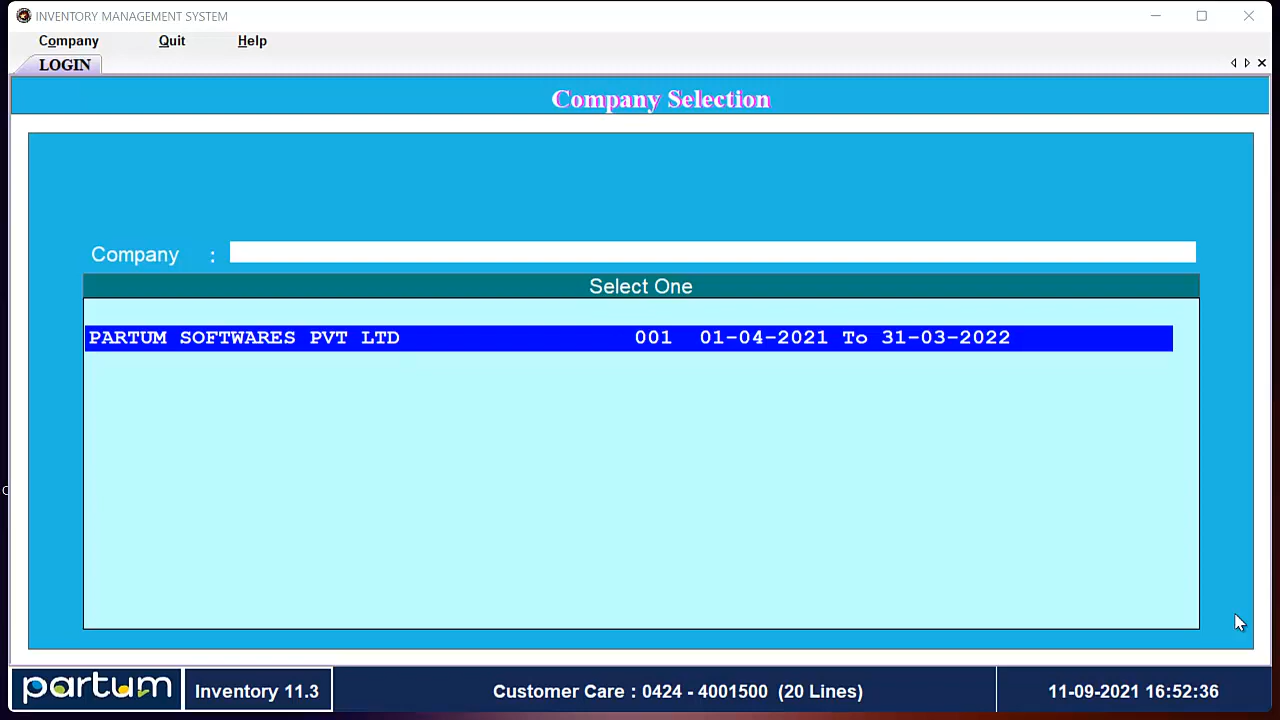 INVENTORY MANAGEMENT SYSTEM
Company Quit Help
LOGIN
Company Selection
Company :
Select One
PARTUM SOFTWARES PVT LTD 001 01-04-2021 To 31-03-2022
partum Inventory 11.3 Customer Care : 0424 - 4001500 (20 Lines) 11-09-2021 16:52:36